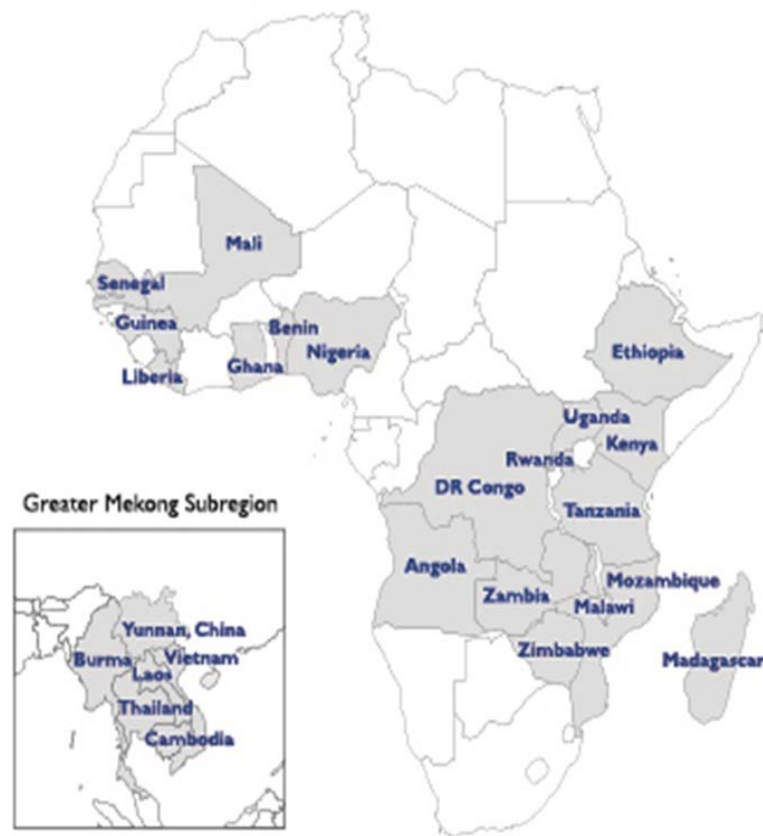 Mali
Senegal
Guinea
Benin
Nigeria
Ghana
Liberia
Ethiopia
Uganda
Kenya
Rwanda
DR Congo
Tanzania
Greater Mekong Subregion
Angola
Mozambique
Zambia
Malawi
Yunnan, China
Zimbabwe
Burma
Vietnam
Madagascar
Laos
Thailand
Cambodia